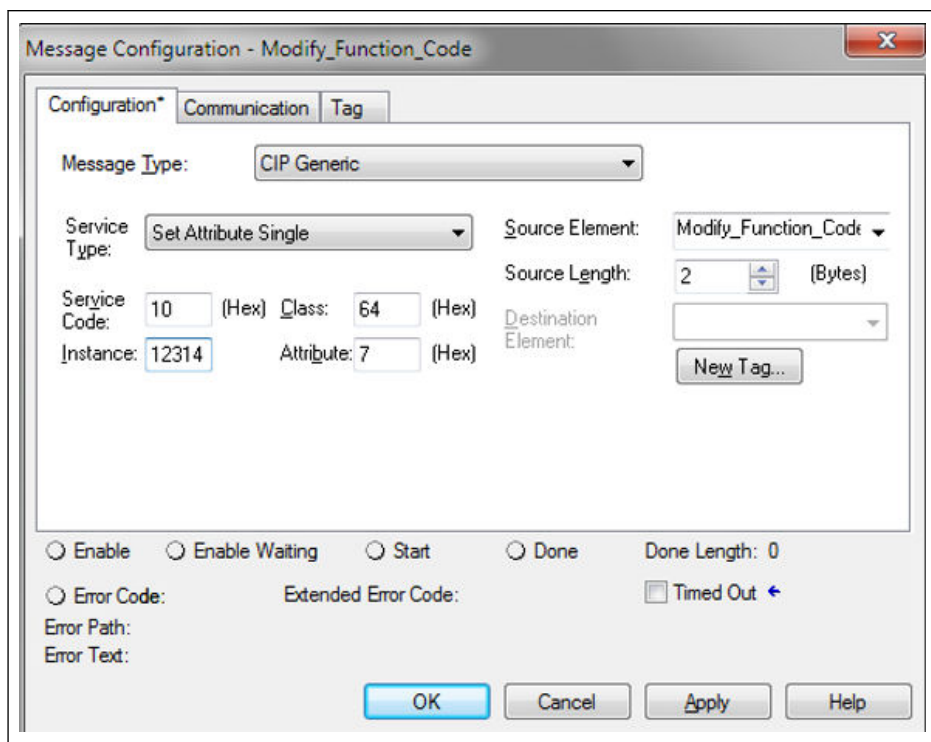 Message Configuration - Modify_Function_Code
Configuration* Communication Tag
Message Type: CIP Generic
Service Type: Set Attribute Single
Service Code: 10 (Hex) Class: 64 (Hex)
Instance: 12314 Attribute: 7 (Hex)
Source Element: Modify_Function_Code
Source Length: 2 (Bytes)
Destination Element:
New Tag...
Enable Enable Waiting Start Done Done Length: 0
Error Code: Extended Error Code: Timed Out
Error Path:
Error Text:
OK Cancel Apply Help